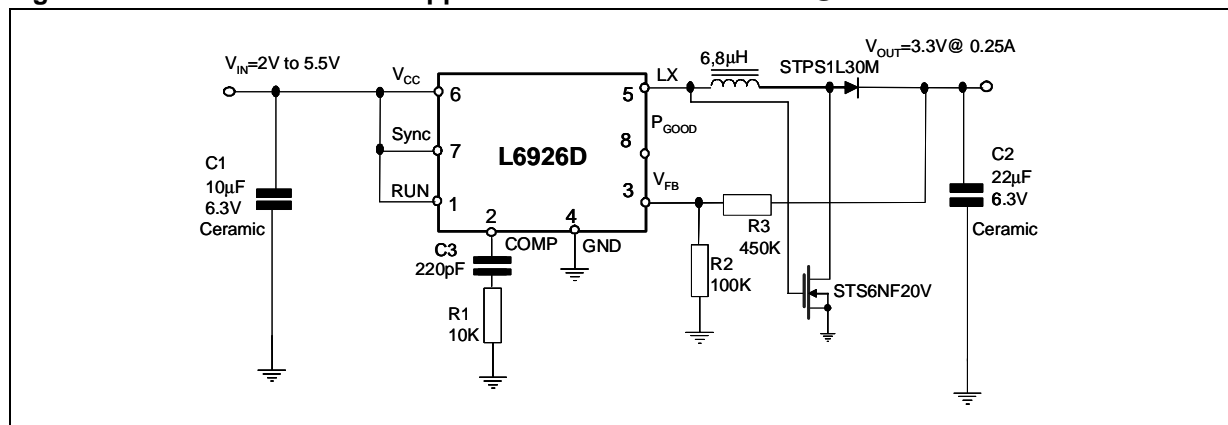 V_OUT=3.3V@ 0.25A
V_IN=2V to 5.5V
6,8µH
STPS1L30M
V_CC
LX
6
5
P_GOOD
Sync
8
7
L6926D
C1
10µF
6.3V
Ceramic
V_FB
3
RUN
1
C2
22µF
6.3V
Ceramic
2
4
R3
450K
C3
220pF
COMP
GND
R2
100K
STS6NF20V
R1
10K